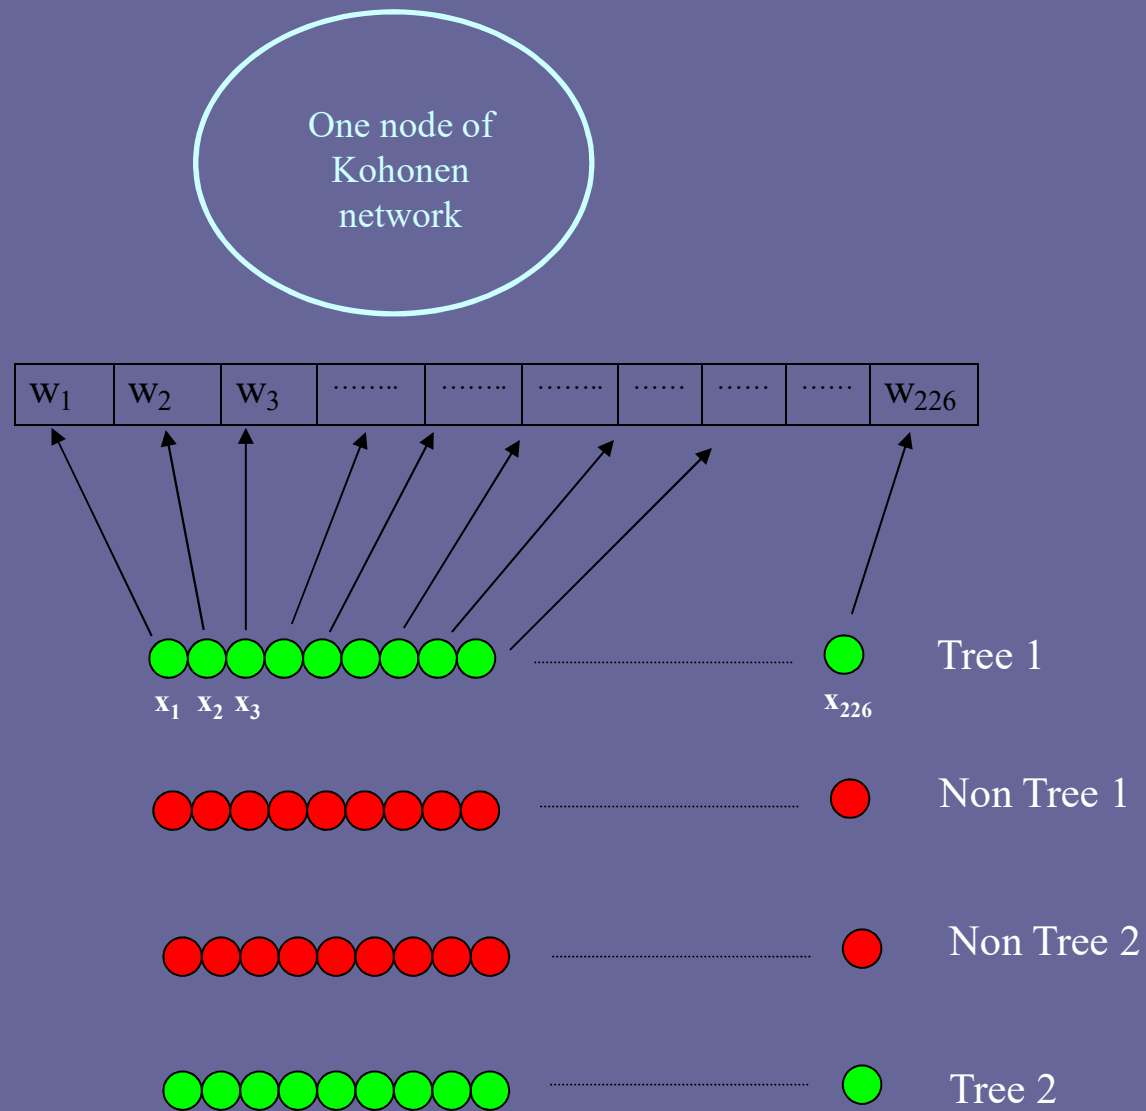 One node of
Kohonen
network
w₁ w₂ w₃ …….. …….. …….. …… …… …… w₂₂₆
Tree 1
x₁ x₂ x₃ x₂₂₆
Non Tree 1
Non Tree 2
Tree 2